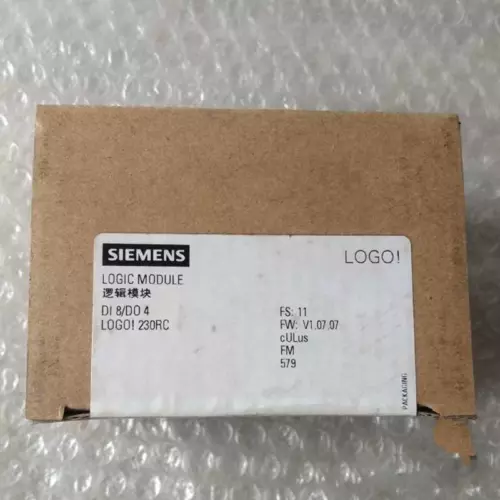 SIEMENS
LOGO!
LOGIC MODULE
逻辑模块
DI 8/DO 4
LOGO! 230RC
FS: 11
FW: V1.07.07
cULus
FM
579
PACKAGING